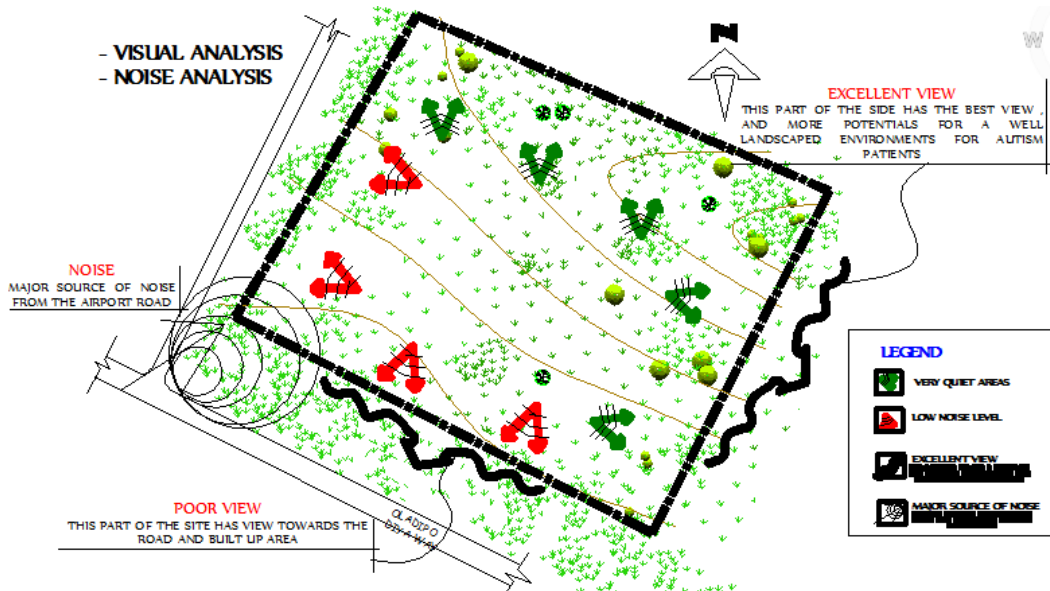 - VISUAL ANALYSIS
- NOISE ANALYSIS
N
W
EXCELLENT VIEW
THIS PART OF THE SIDE HAS THE BEST VIEW ,
AND MORE POTENTIALS FOR A WELL
LANDSCAPED ENVIRONMENTS FOR AUTISM
PATIENTS
NOISE
MAJOR SOURCE OF NOISE
FROM THE AIRPORT ROAD
LEGEND
VERY QUIET AREAS
LOW NOISE LEVEL
EXCELLENT VIEW
MAJOR SOURCE OF NOISE
POOR VIEW
THIS PART OF THE SITE HAS VIEW TOWARDS THE
ROAD AND BUILT UP AREA
OLADIPO
DIYA WAY